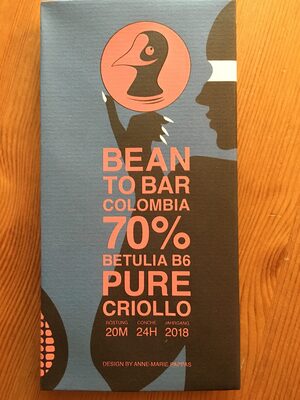 BEAN
TO BAR
COLOMBIA
70%
BETULIA B6
PURE
CRIOLLO
RÖSTUNG CONCHE JAHRGANG
20M 24H 2018
DESIGN BY ANNE-MARIE PAPPAS